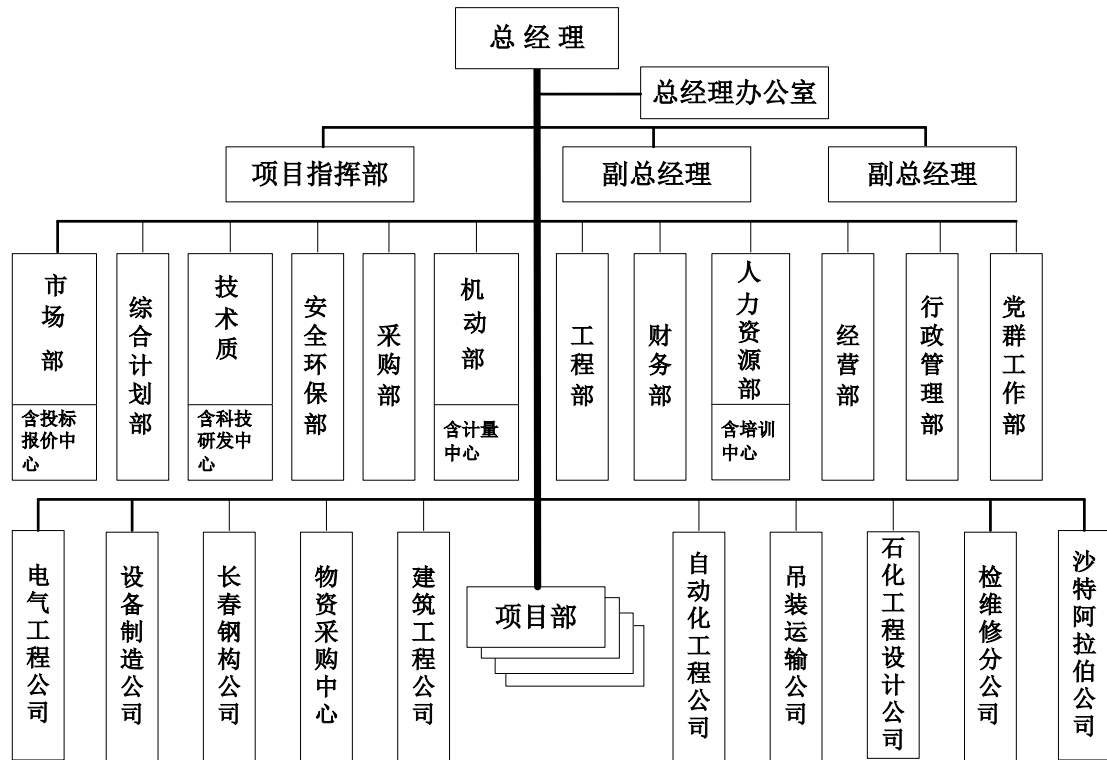 总经理
总经理办公室
项目指挥部
副总经理
副总经理
市场部
含投标
报价中
心
综合计划部
技术质
含科技
研发中
心
安全环保部
采购部
机动部
含计量
中心
工程部
财务部
人力资源部
含培训
中心
经营部
行政管理部
党群工作部
电气工程公司
设备制造公司
长春钢构公司
物资采购中心
建筑工程公司
项目部
自动化工程公司
吊装运输公司
石化工程设计公司
检维修分公司
沙特阿拉伯公司